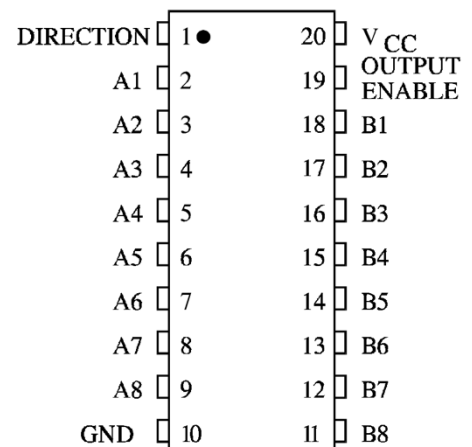 DIRECTION 1 20 V CC
A1 2 19 OUTPUT ENABLE
A2 3 18 B1
A3 4 17 B2
A4 5 16 B3
A5 6 15 B4
A6 7 14 B5
A7 8 13 B6
A8 9 12 B7
GND 10 11 B8